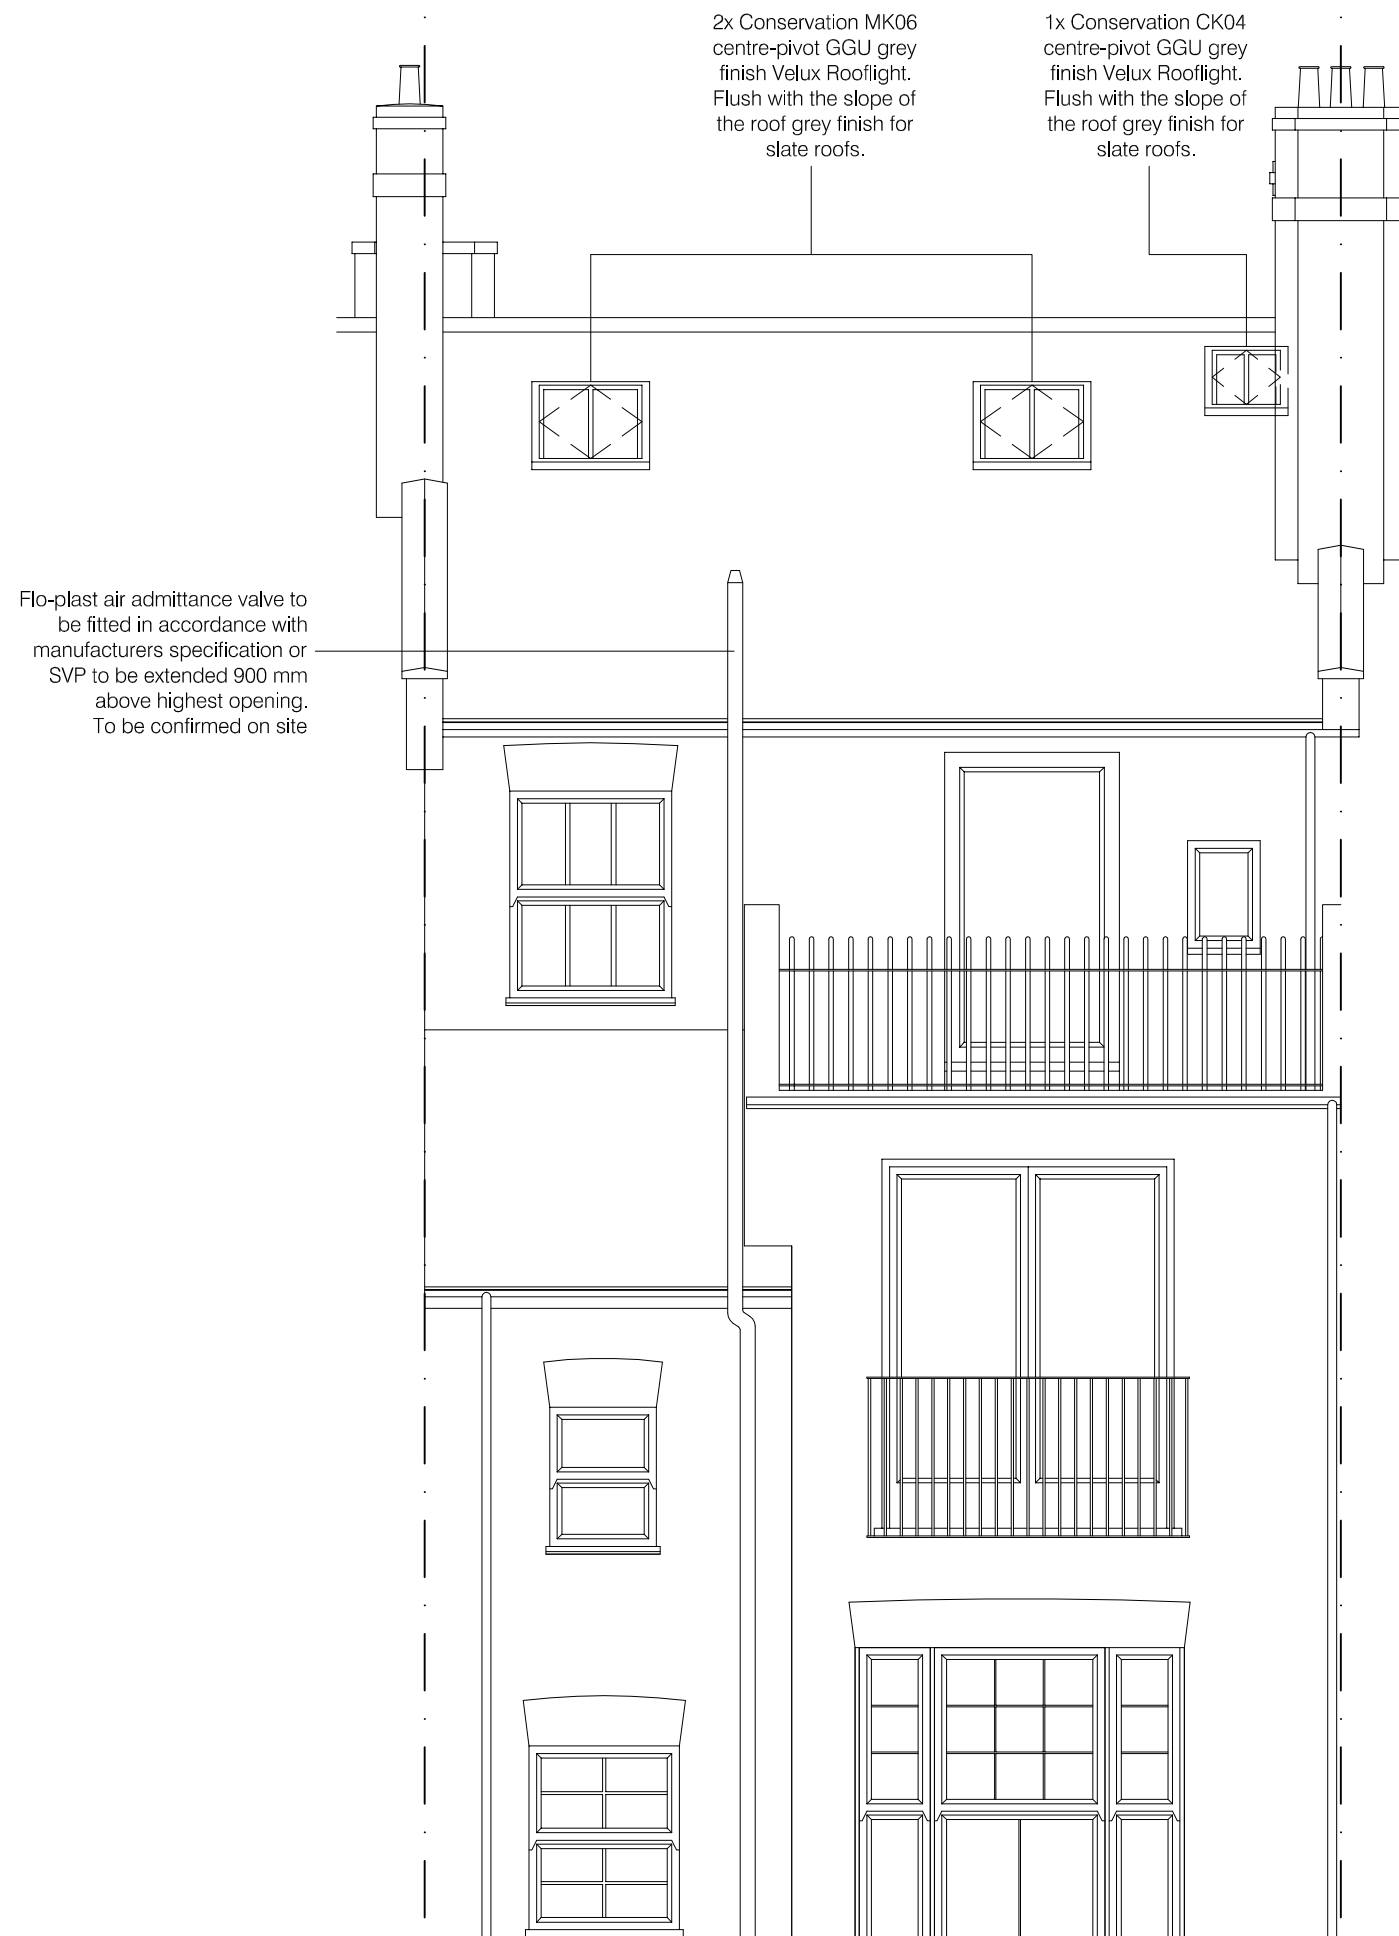 2x Conservation MK06
centre-pivot GGU grey
finish Velux Rooflight.
Flush with the slope of
the roof grey finish for
slate roofs.
1x Conservation CK04
centre-pivot GGU grey
finish Velux Rooflight.
Flush with the slope of
the roof grey finish for
slate roofs.
Flo-plast air admittance valve to
be fitted in accordance with
manufacturers specification or
SVP to be extended 900 mm
above highest opening.
To be confirmed on site